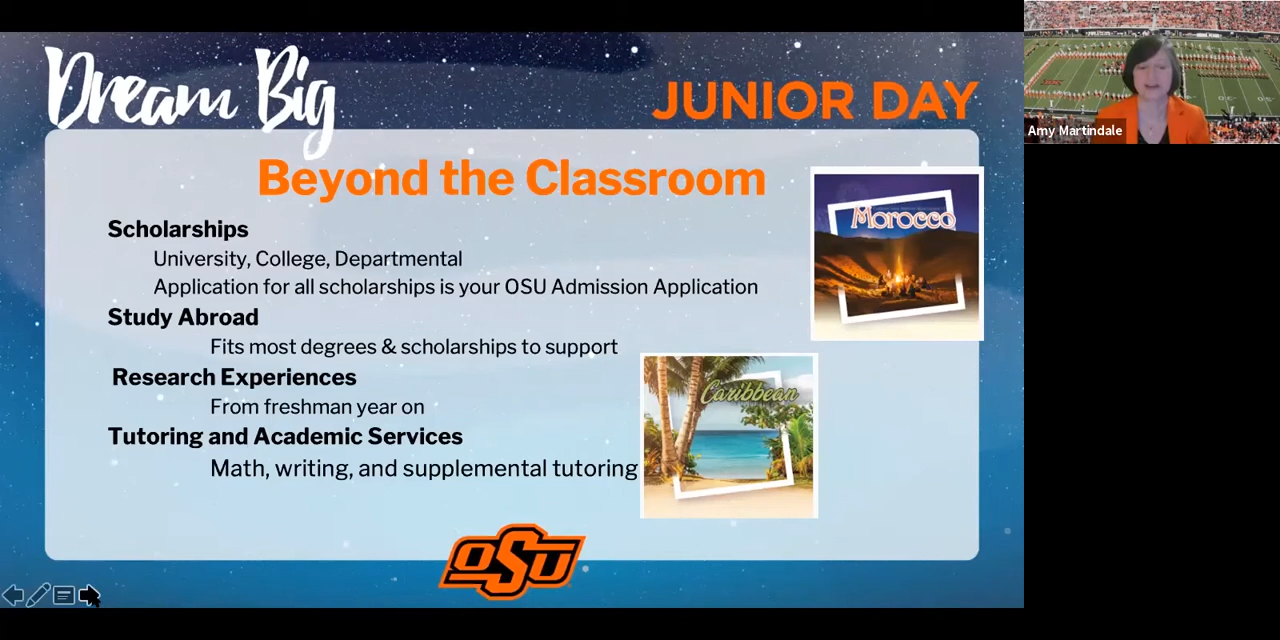 Dream Big
JUNIOR DAY
Beyond the Classroom
Scholarships
University, College, Departmental
Application for all scholarships is your OSU Admission Application
Study Abroad
Fits most degrees & scholarships to support
Research Experiences
From freshman year on
Tutoring and Academic Services
Math, writing, and supplemental tutoring
Morocco
Caribbean
OSU
Amy Martindale